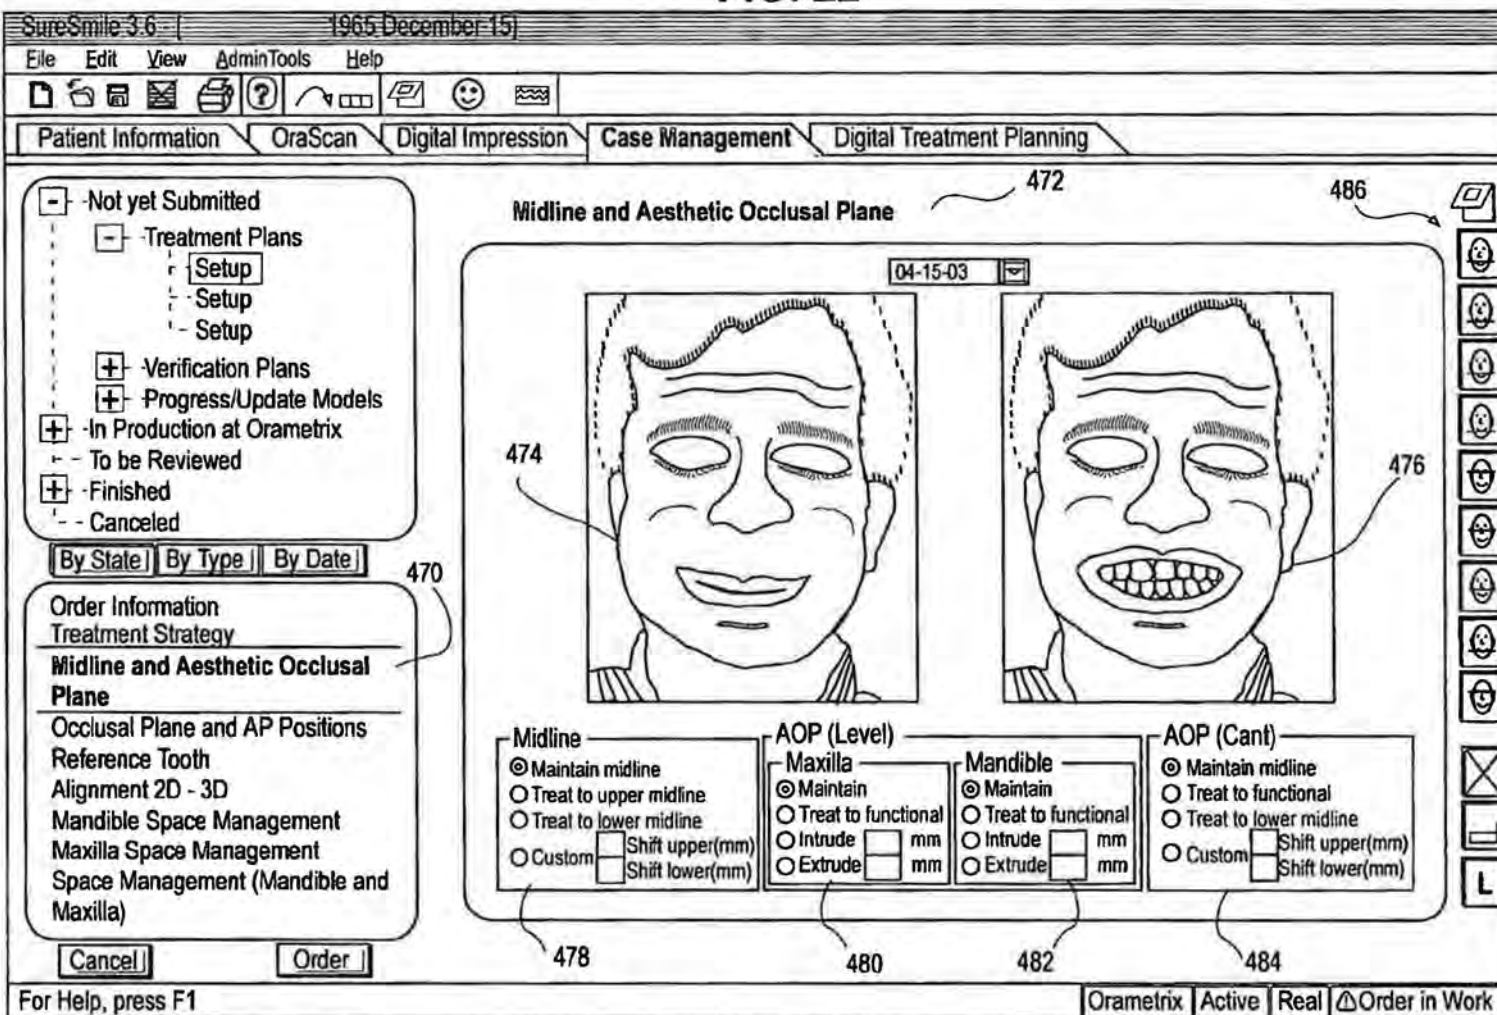 SureSmile 3.6 - [ 1965 December-15]
File Edit View AdminTools Help
Patient Information OraScan Digital Impression Case Management Digital Treatment Planning
Not yet Submitted
Treatment Plans
Setup
Setup
Setup
Verification Plans
Progress/Update Models
In Production at Orametrix
To be Reviewed
Finished
Canceled
By State By Type By Date
470
Order Information
Treatment Strategy
Midline and Aesthetic Occlusal
Plane
Occlusal Plane and AP Positions
Reference Tooth
Alignment 2D - 3D
Mandible Space Management
Maxilla Space Management
Space Management (Mandible and
Maxilla)
Cancel Order
Midline and Aesthetic Occlusal Plane
472
486
04-15-03
474
476
Midline
Maintain midline
Treat to upper midline
Treat to lower midline
Custom Shift upper(mm)
Shift lower(mm)
AOP (Level)
Maxilla
Maintain
Treat to functional
Intrude mm
Extrude mm
Mandible
Maintain
Treat to functional
Intrude mm
Extrude mm
AOP (Cant)
Maintain midline
Treat to functional
Treat to lower midline
Custom Shift upper(mm)
Shift lower(mm)
L
478
480
482
484
For Help, press F1
Orametrix Active Real Order in Work